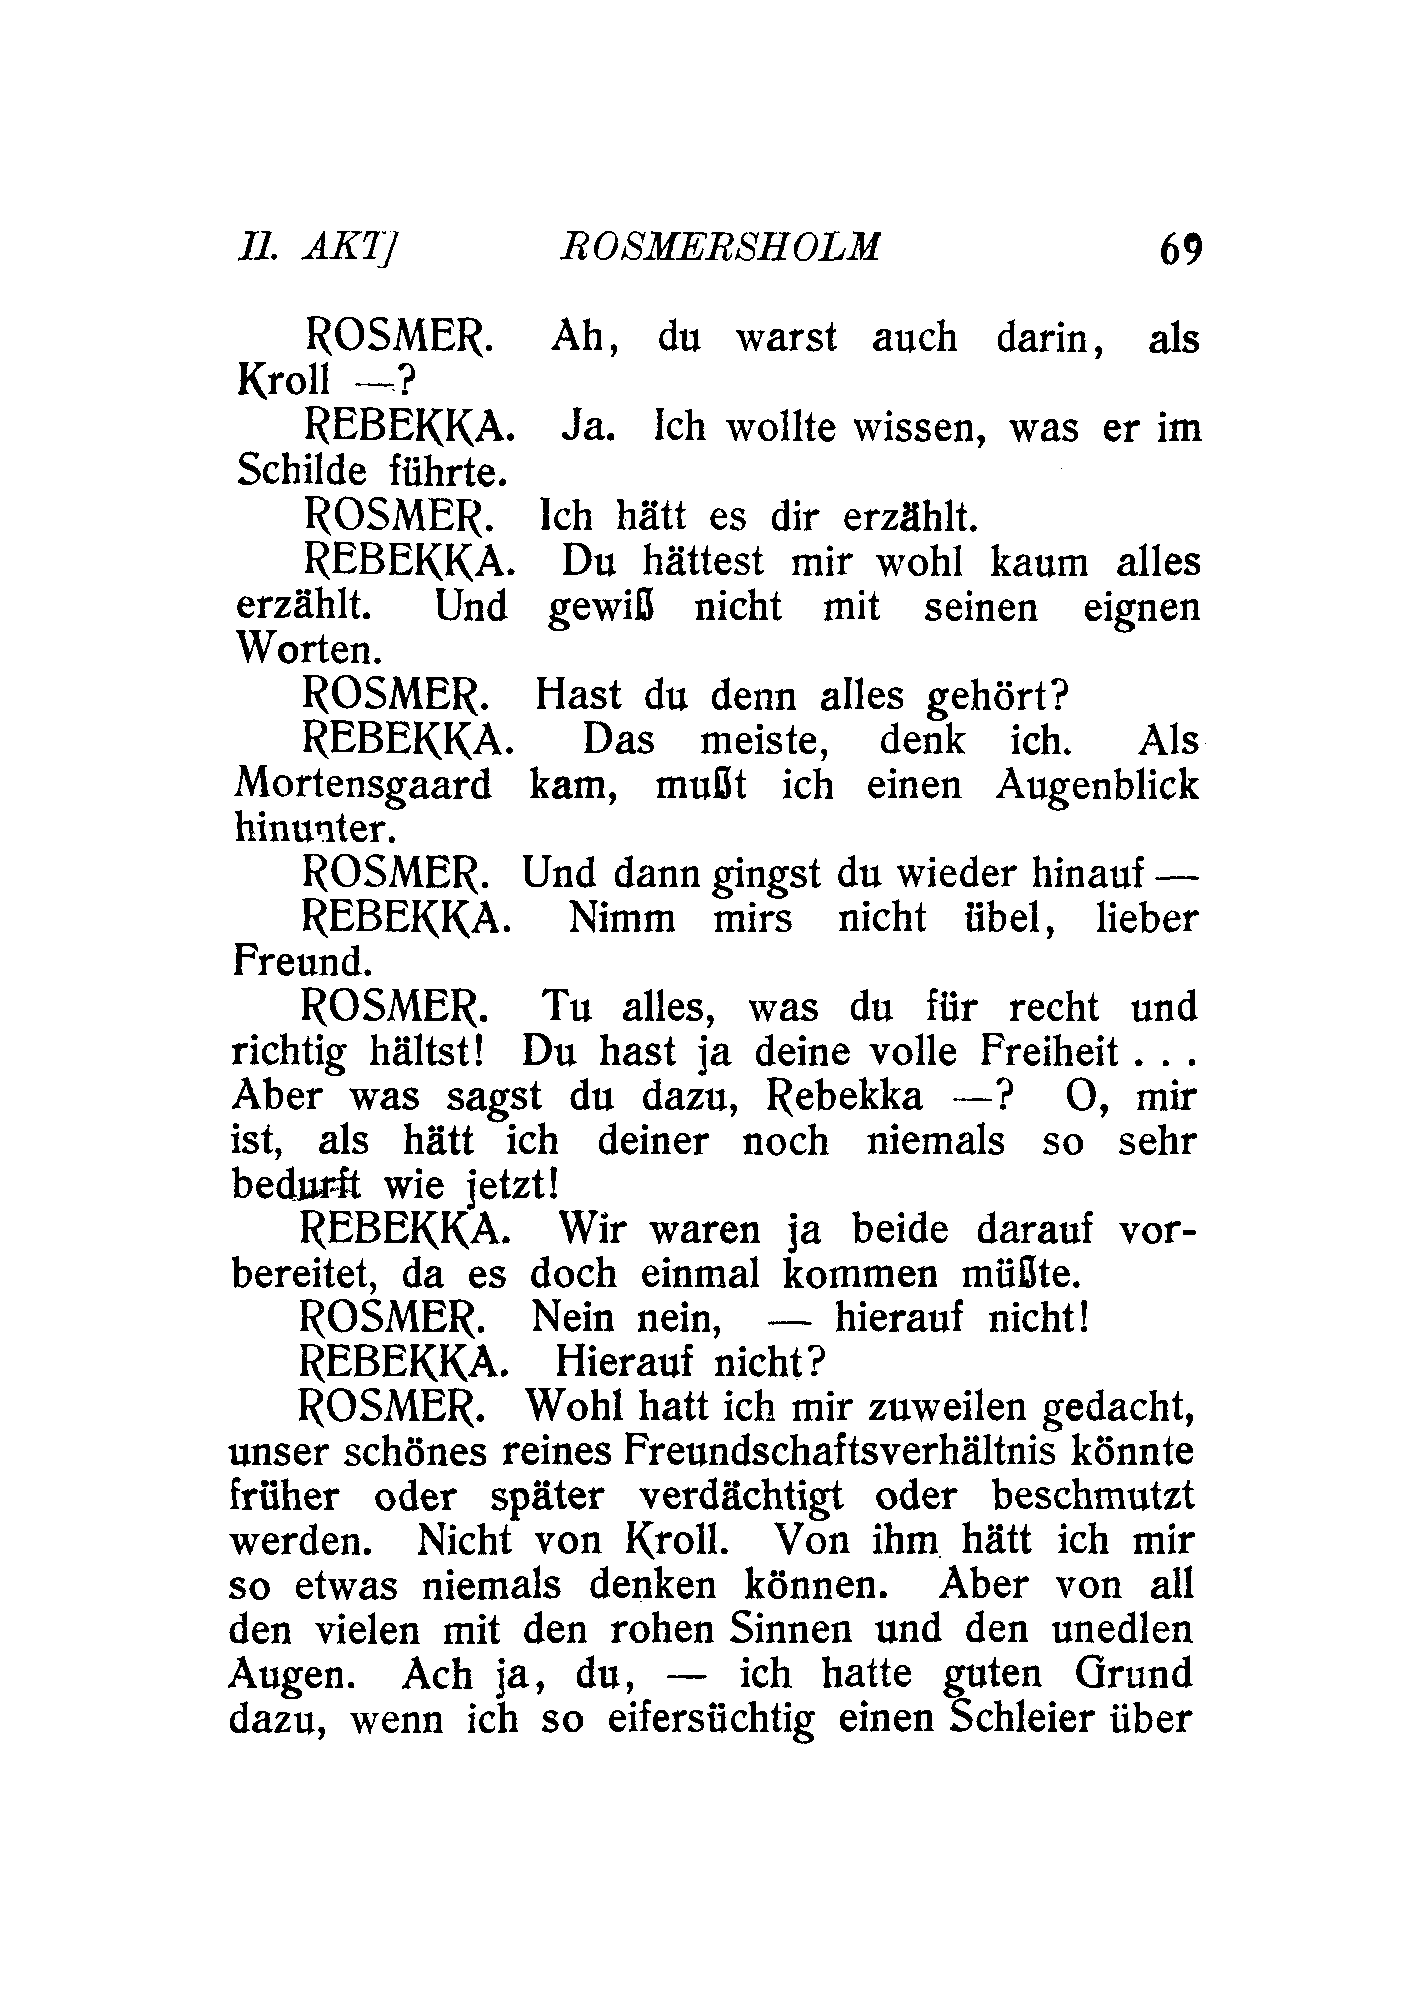 II. AKT]    ROSMERSHOLM    69
ROSMER. Ah, du warst auch darin, als
Kroll —?
REBEKKA. Ja. Ich wollte wissen, was er im
Schilde führte.
ROSMER. Ich hätt es dir erzählt.
REBEKKA. Du hättest mir wohl kaum alles
erzählt. Und gewiß nicht mit seinen eignen
Worten.
ROSMER. Hast du denn alles gehört?
REBEKKA. Das meiste, denk ich. Als
Mortensgaard kam, mußt ich einen Augenblick
hinunter.
ROSMER. Und dann gingst du wieder hinauf —
REBEKKA. Nimm mirs nicht übel, lieber
Freund.
ROSMER. Tu alles, was du für recht und
richtig hältst! Du hast ja deine volle Freiheit . . .
Aber was sagst du dazu, Rebekka —? O, mir
ist, als hätt ich deiner noch niemals so sehr
bedurft wie jetzt!
REBEKKA. Wir waren ja beide darauf vor-
bereitet, da es doch einmal kommen müßte.
ROSMER. Nein nein, — hierauf nicht!
REBEKKA. Hierauf nicht?
ROSMER. Wohl hatt ich mir zuweilen gedacht,
unser schönes reines Freundschaftsverhältnis könnte
früher oder später verdächtigt oder beschmutzt
werden. Nicht von Kroll. Von ihm hätt ich mir
so etwas niemals denken können. Aber von all
den vielen mit den rohen Sinnen und den unedlen
Augen. Ach ja, du, — ich hatte guten Grund
dazu, wenn ich so eifersüchtig einen Schleier über